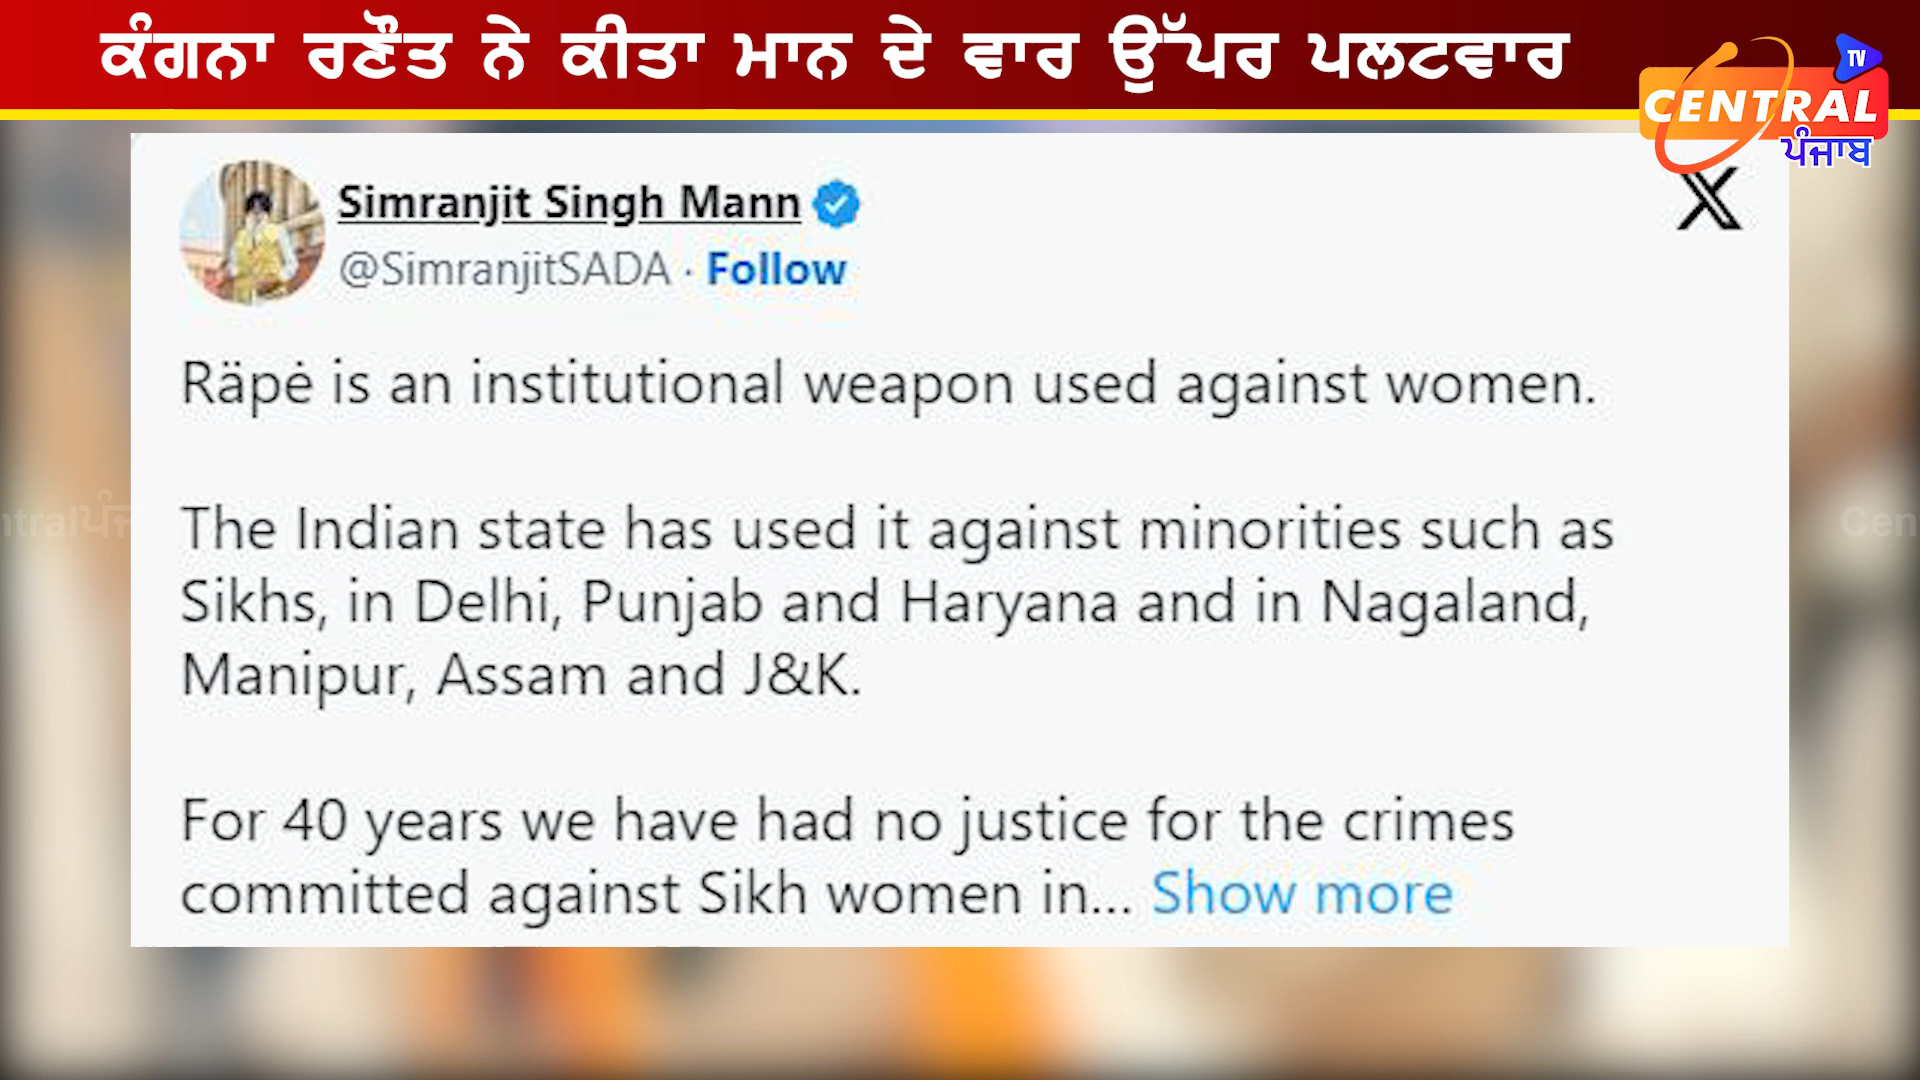 ਕੰਗਨਾ ਰਣੌਤ ਨੇ ਕੀਤਾ ਮਾਨ ਦੇ ਵਾਰ ਉੱਪਰ ਪਲਟਵਾਰ
TV
CENTRAL
ਪੰਜਾਬ
Simranjit Singh Mann
@SimranjitSADA · Follow
Räpė is an institutional weapon used against women.
The Indian state has used it against minorities such as
Sikhs, in Delhi, Punjab and Haryana and in Nagaland,
Manipur, Assam and J&K.
For 40 years we have had no justice for the crimes
committed against Sikh women in... Show more